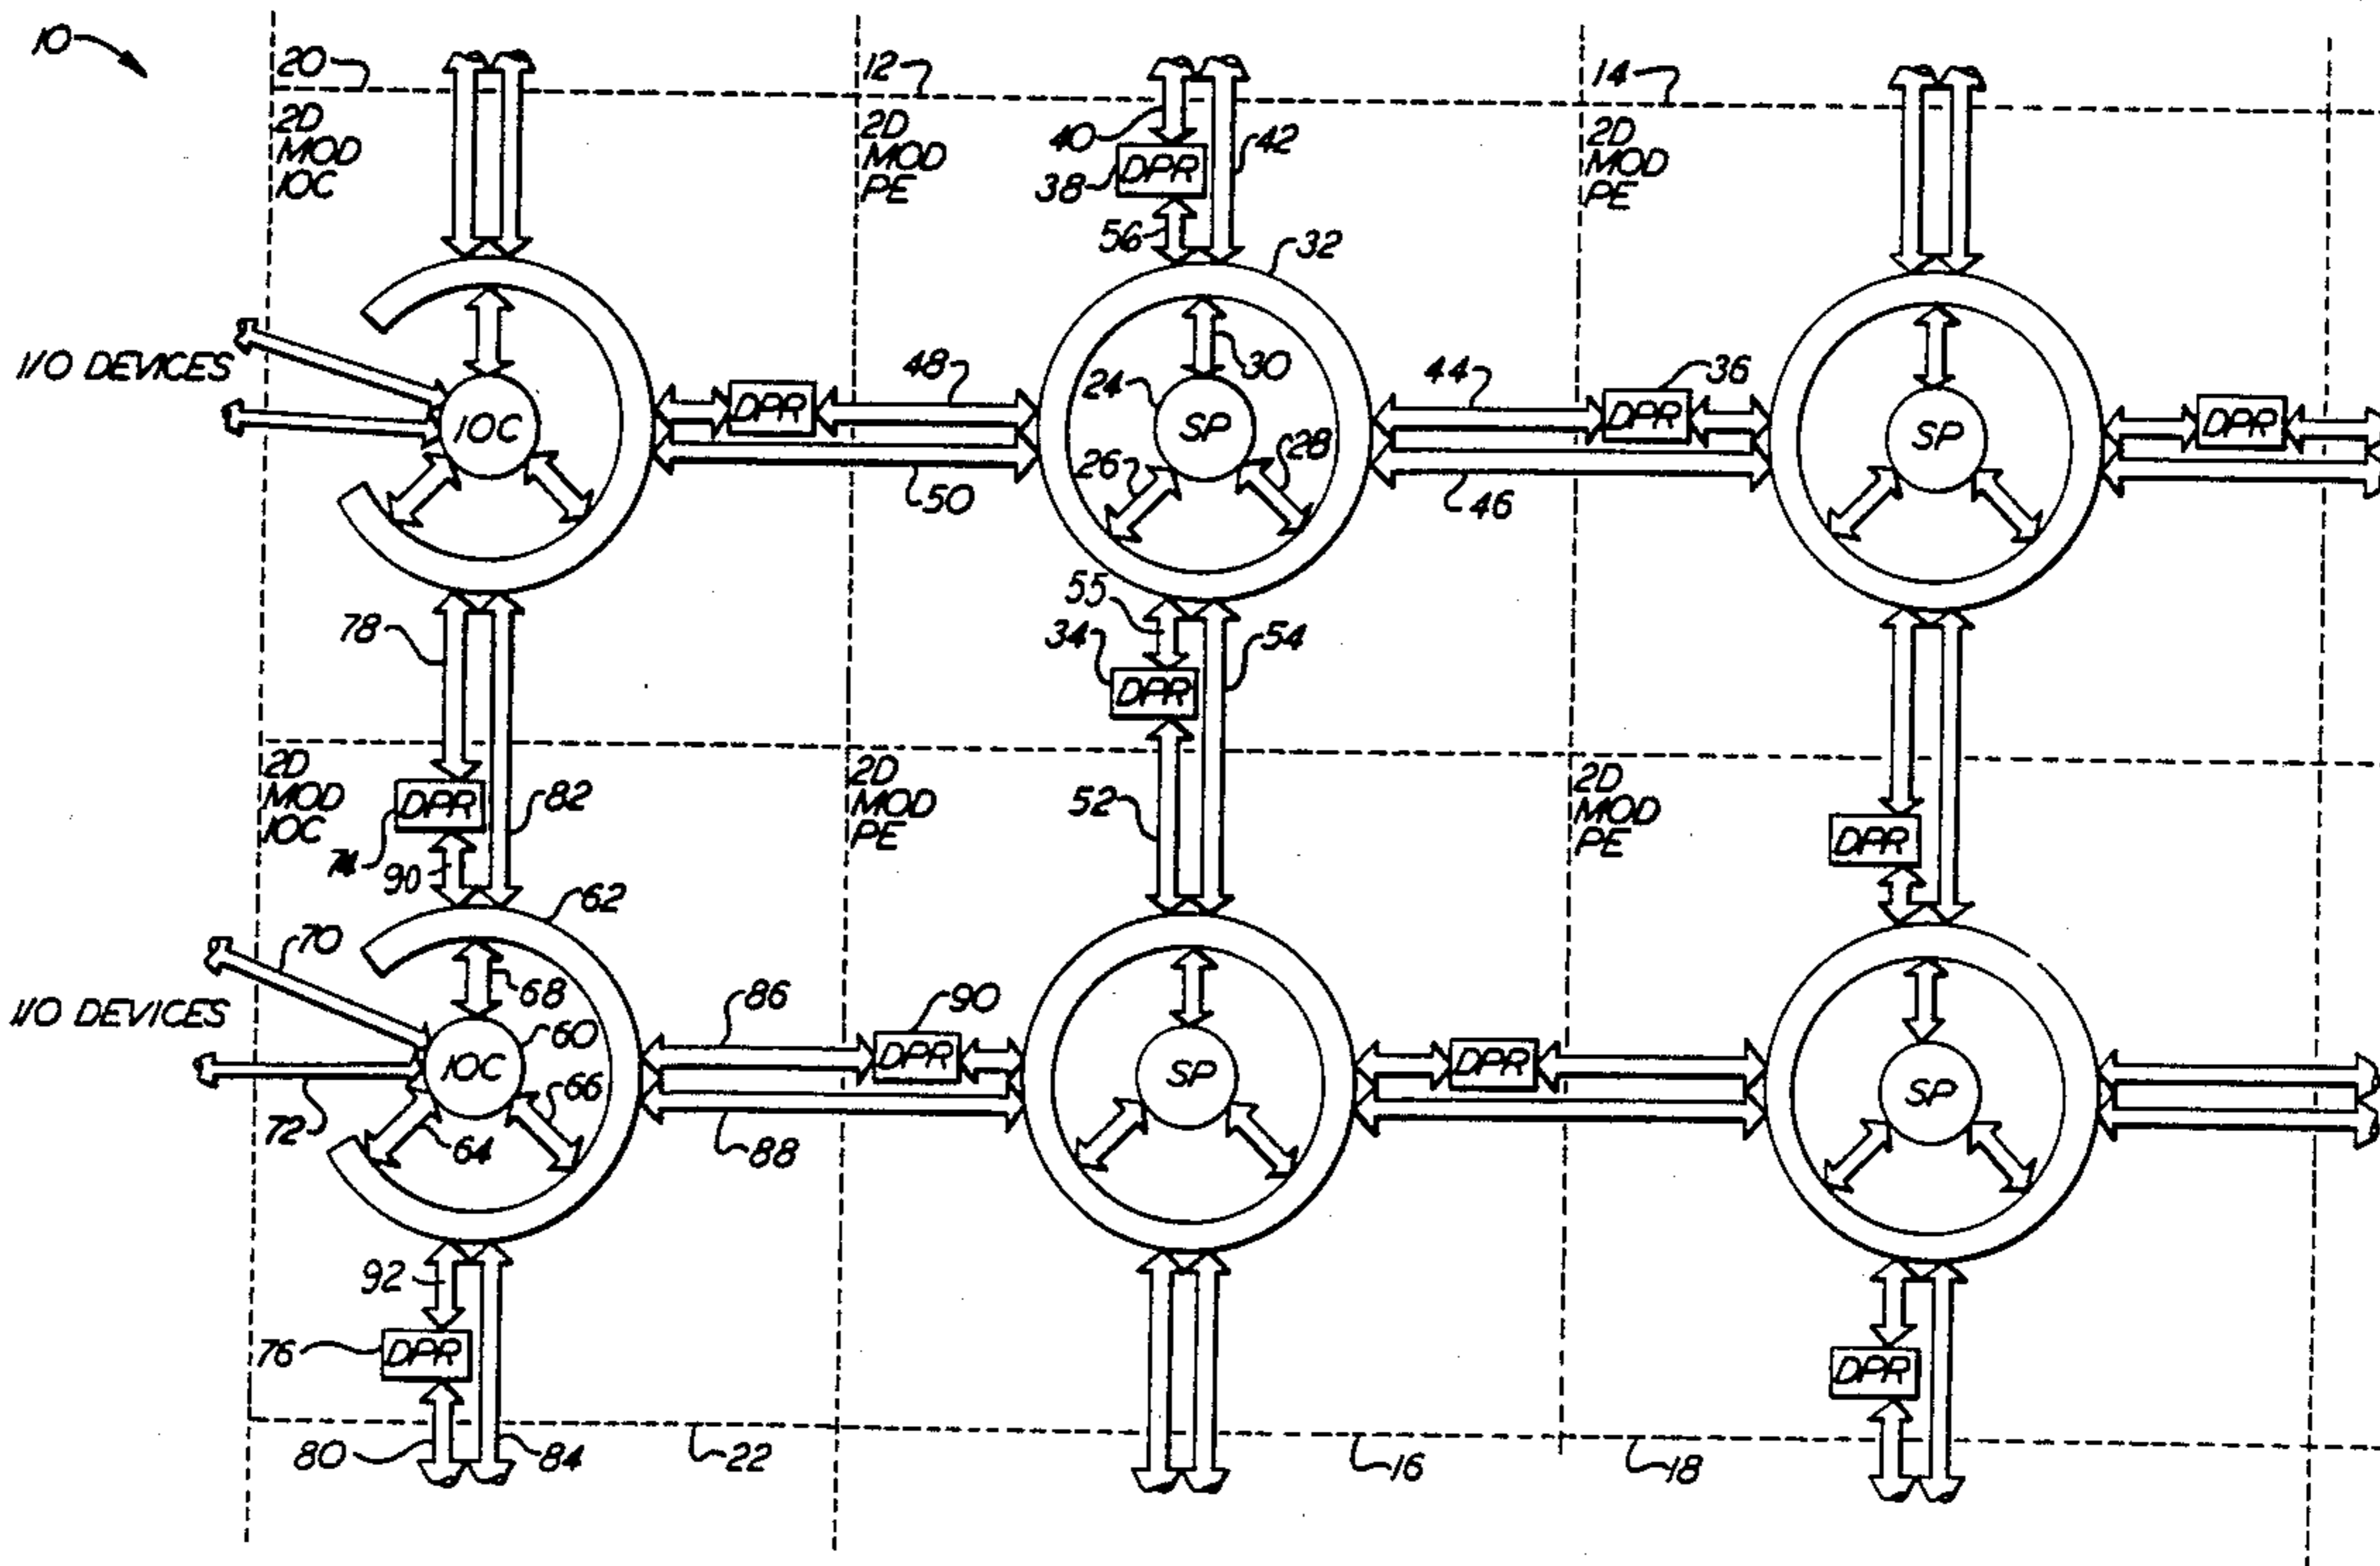 10
20
12
14
2D
MOD
IOC
2D
MOD
PE
2D
MOD
PE
40
42
DPR
38
56
32
I/O DEVICES
IOC
DPR
48
50
24
SP
30
26
28
44
46
36
DPR
SP
DPR
78
55
34
DPR
54
2D
MOD
IOC
2D
MOD
PE
2D
MOD
PE
DPR
74
90
82
52
DPR
62
70
68
I/O DEVICES
IOC
60
66
72
64
86
90
DPR
88
SP
DPR
SP
92
76
DPR
DPR
80
84
22
16
18